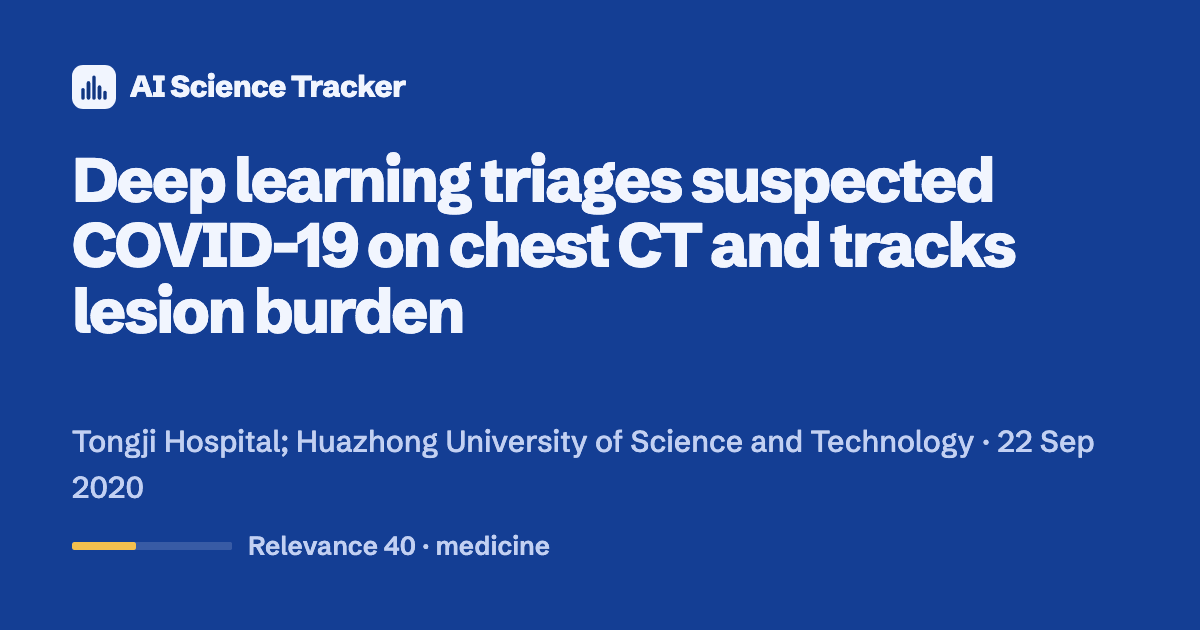 AI Science Tracker
Deep learning triages suspected
COVID-19 on chest CT and tracks
lesion burden
Tongji Hospital; Huazhong University of Science and Technology · 22 Sep
2020
Relevance 40 · medicine